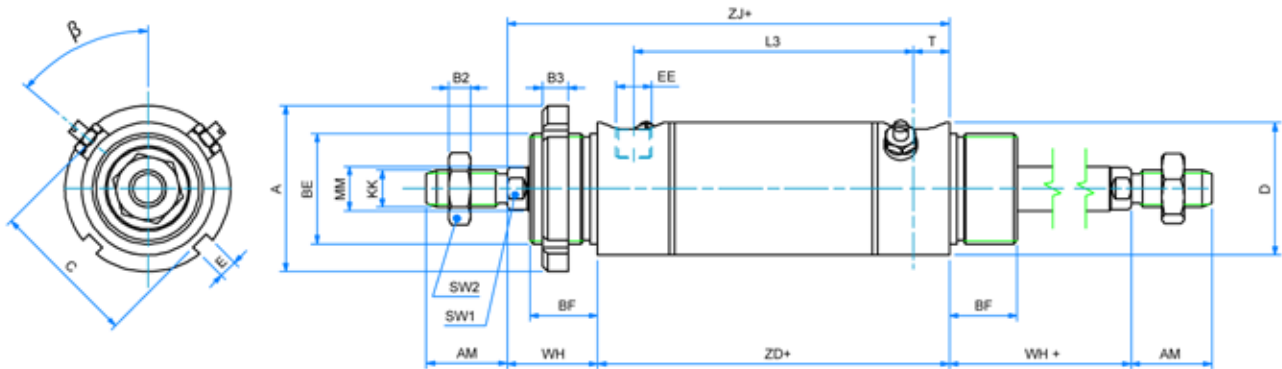 ZJ+
β
L3
T
B2
B3
EE
A
BE
MM
KK
D
C
E
SW2
SW1
BF
BF
AM
WH
ZD+
WH +
AM